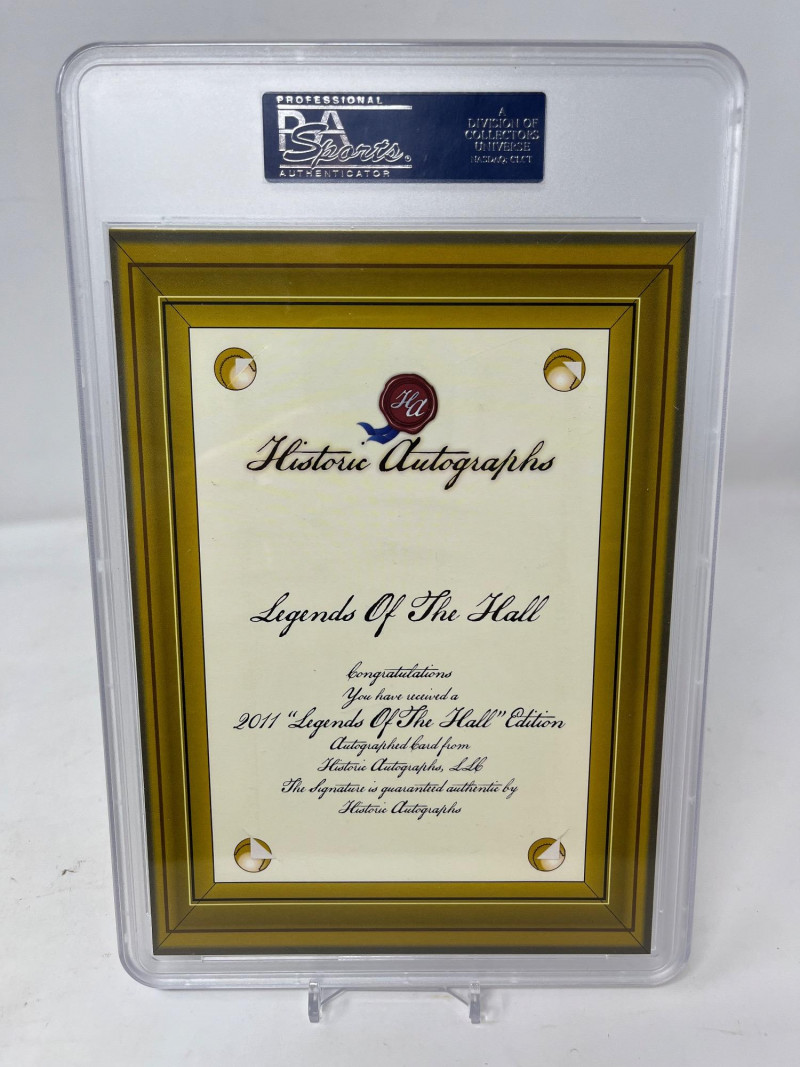 PROFESSIONAL
PSA
Sports®
AUTHENTICATOR
A
DIVISION OF
COLLECTORS
UNIVERSE
NASDAQ: CLCT
HA
Historic Autographs
Legends Of The Hall
Congratulations
You have received a
2011 "Legends Of The Hall" Edition
Autographed Card from
Historic Autographs, LLC
The Signature is guaranteed authentic by
Historic Autographs